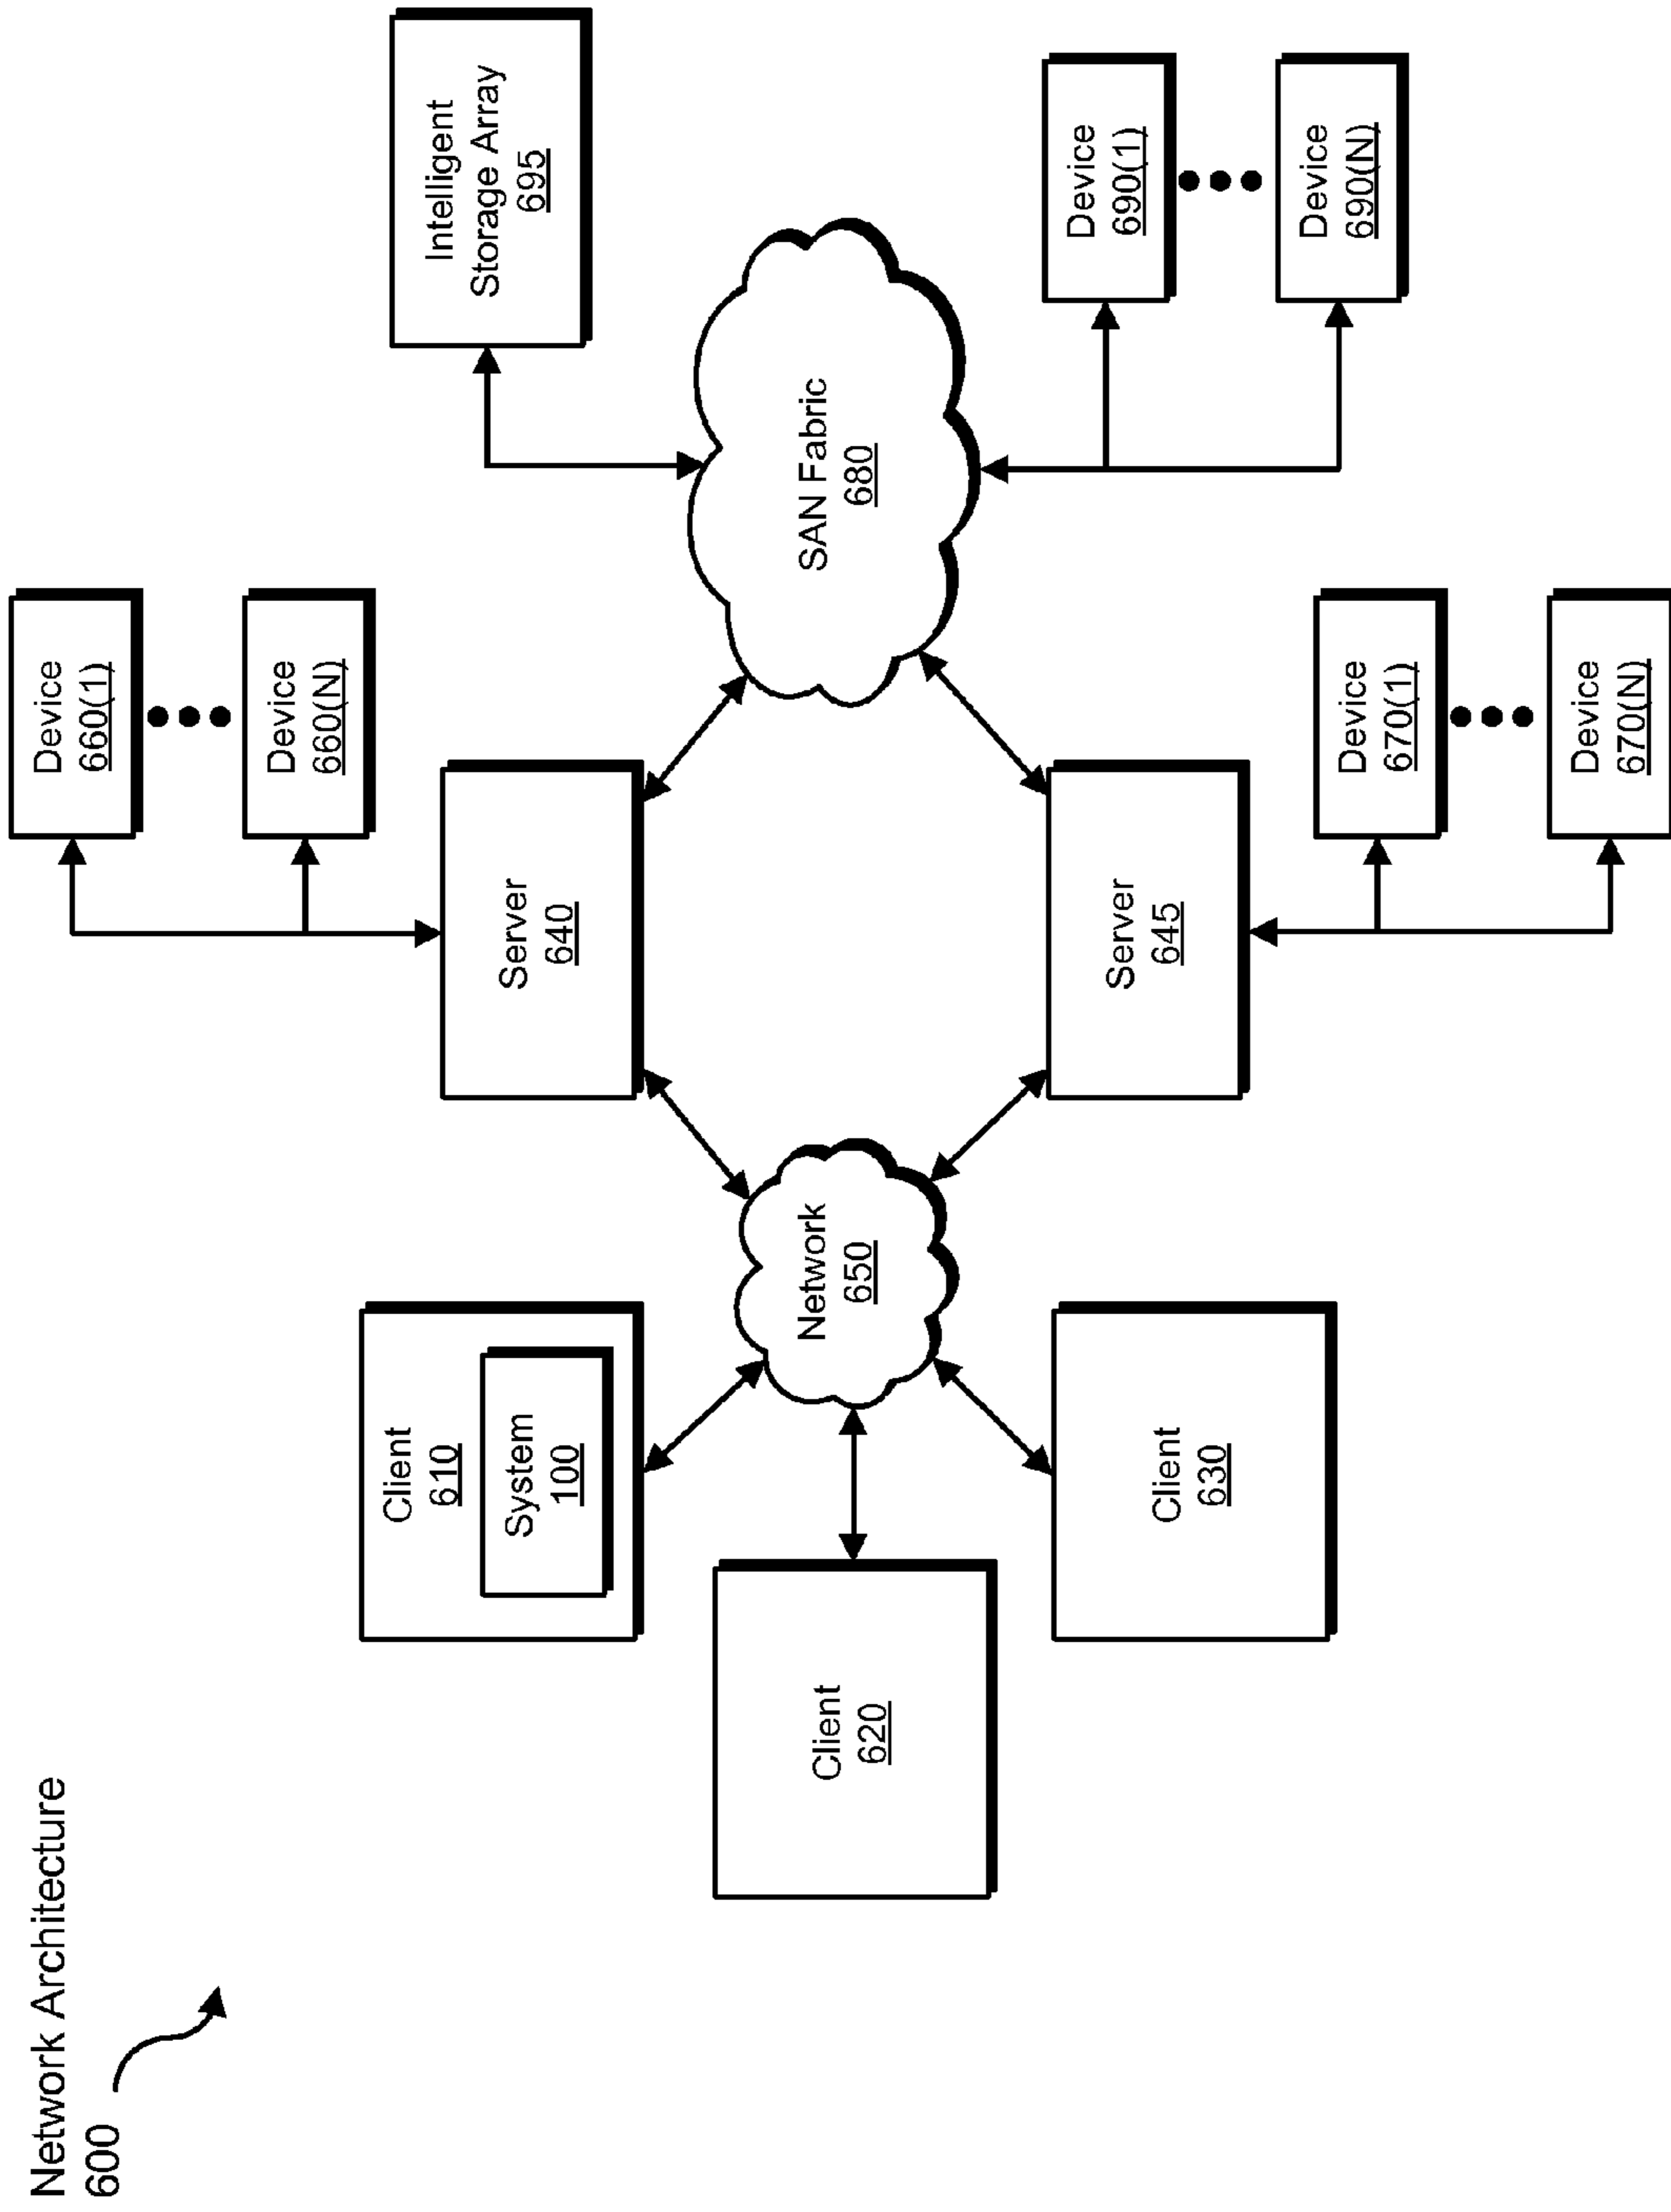 Network Architecture
600
Device
660(1)
Device
660(N)
Intelligent
Storage Array
695
Client
610
System
100
Server
640
Client
620
Network
650
SAN Fabric
680
Client
630
Server
645
Device
690(1)
Device
690(N)
Device
670(1)
Device
670(N)